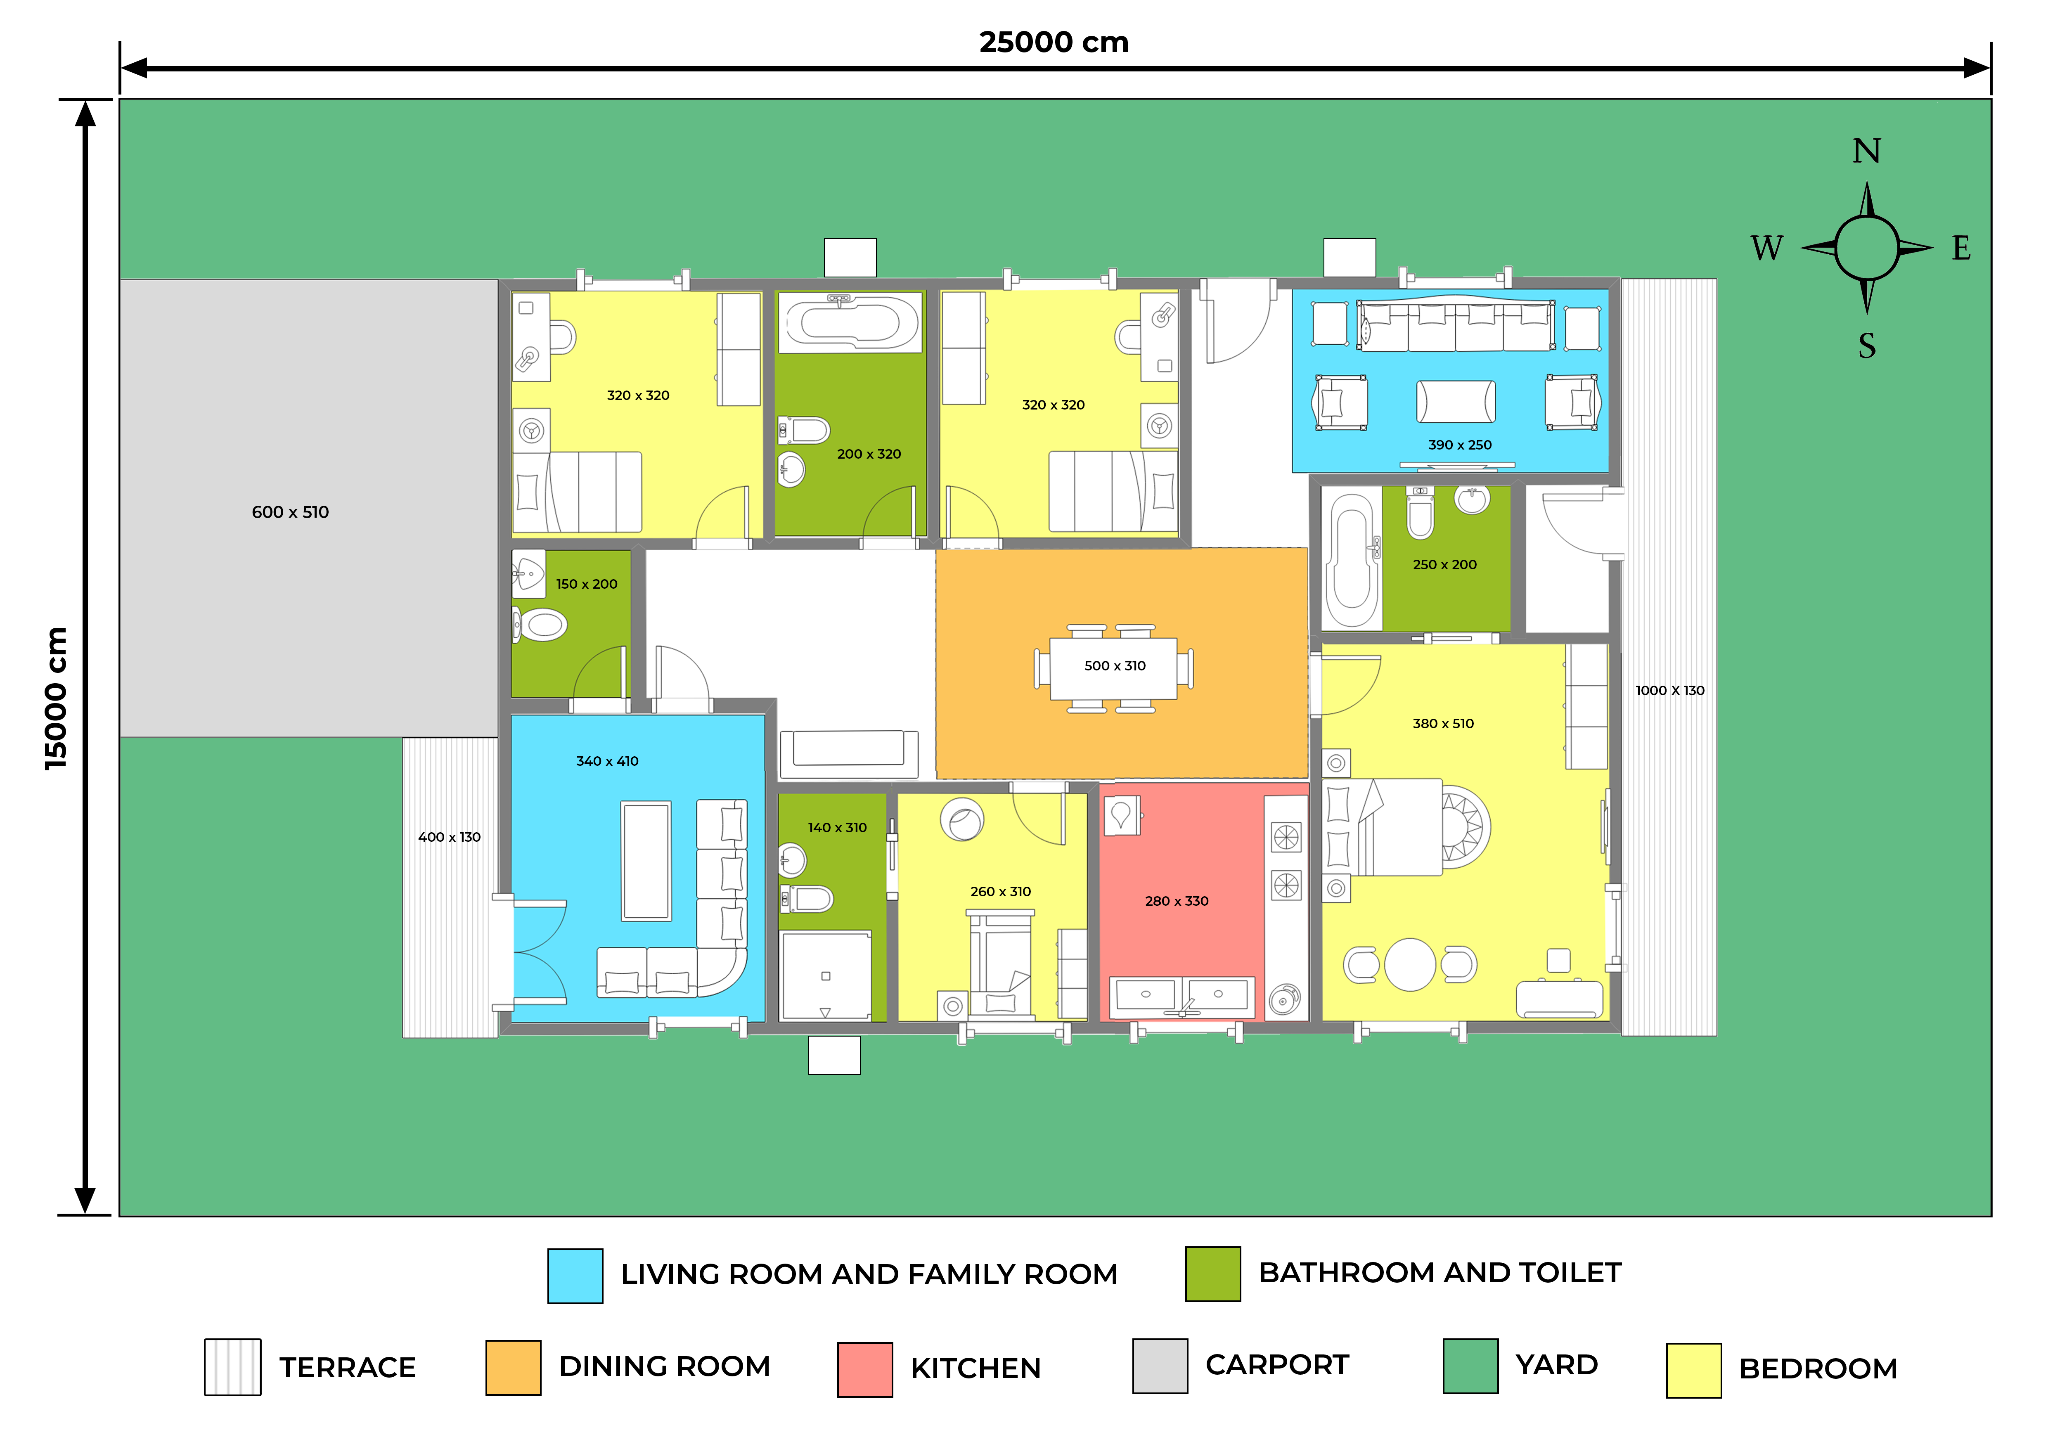 25000 cm
15000 cm
N
W
E
S
320 x 320
200 x 320
320 x 320
390 x 250
600 x 510
150 x 200
250 x 200
500 x 310
1000 X 130
380 x 510
340 x 410
400 x 130
140 x 310
260 x 310
280 x 330
LIVING ROOM AND FAMILY ROOM
BATHROOM AND TOILET
TERRACE
DINING ROOM
KITCHEN
CARPORT
YARD
BEDROOM